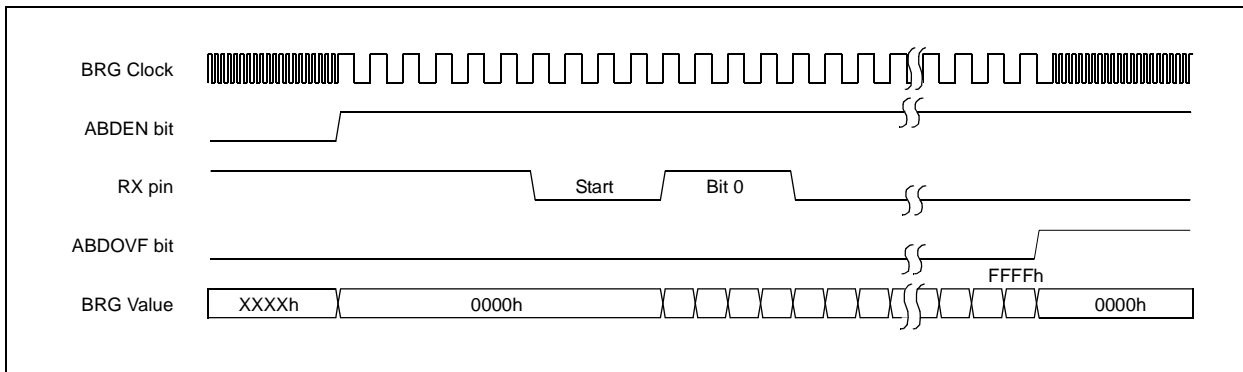 BRG Clock
ABDEN bit
RX pin
Start
Bit 0
ABDOVF bit
FFFFh
BRG Value
XXXXh
0000h
0000h